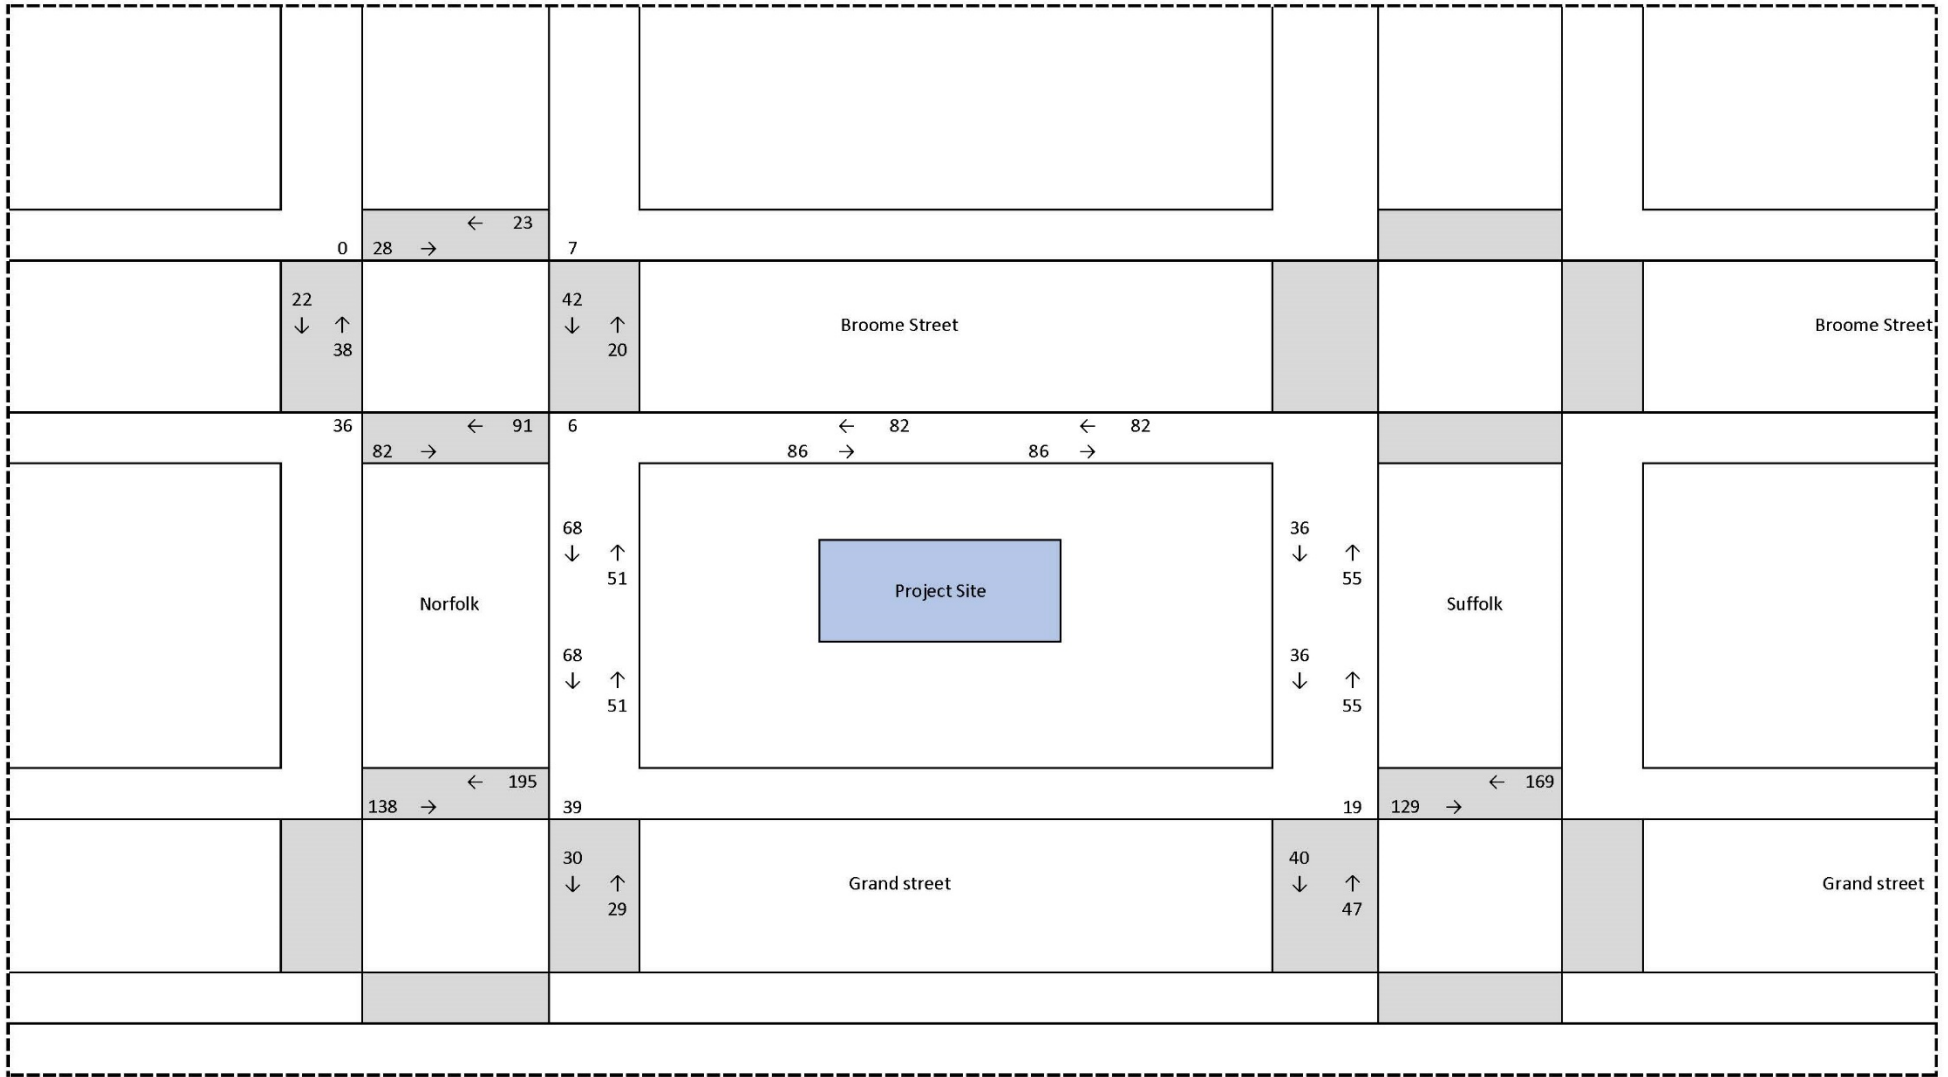 ← 23
0 28 → 7
22 42
↓ ↑ ↓ ↑ Broome Street Broome Street
38 20
36 ← 91 6 ← 82 ← 82
82 → 86 → 86 →
68 36
↓ ↑ ↓ ↑
51 55
Project Site
Norfolk Suffolk
68 36
↓ ↑ ↓ ↑
51 55
← 195 ← 169
138 → 39 19 129 →
30 40
↓ ↑ Grand street ↓ ↑ Grand street
29 47